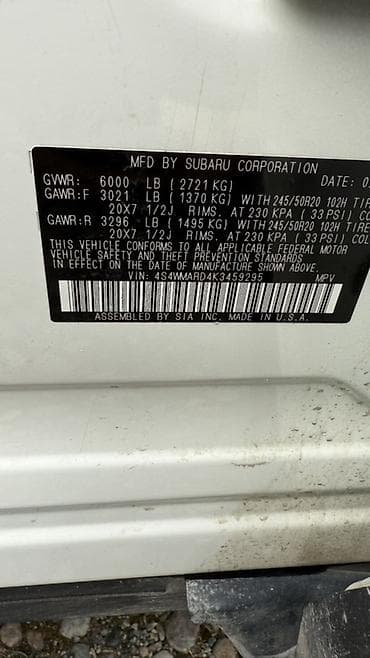 MFD BY SUBARU CORPORATION
GVWR: 6000 LB (2721 KG) DATE:
GAWR:F 3021 LB (1370 KG) WITH 245/50R20 102H TIRE
20X7 1/2J RIMS. AT 230 KPA (33 PSI)
GAWR:R 3296 LB (1495 KG) WITH 245/50R20 102H TIRE
20X7 1/2J RIMS. AT 230 KPA (33 PSI)
THIS VEHICLE CONFORMS TO ALL APPLICABLE FEDERAL MOTOR
VEHICLE SAFETY AND THEFT PREVENTION STANDARDS
IN EFFECT ON THE DATE OF MANUFACTURE SHOWN ABOVE.
VIN: 4S4WMARD4K3459295 MPV
ASSEMBLED BY SIA INC. MADE IN U.S.A.